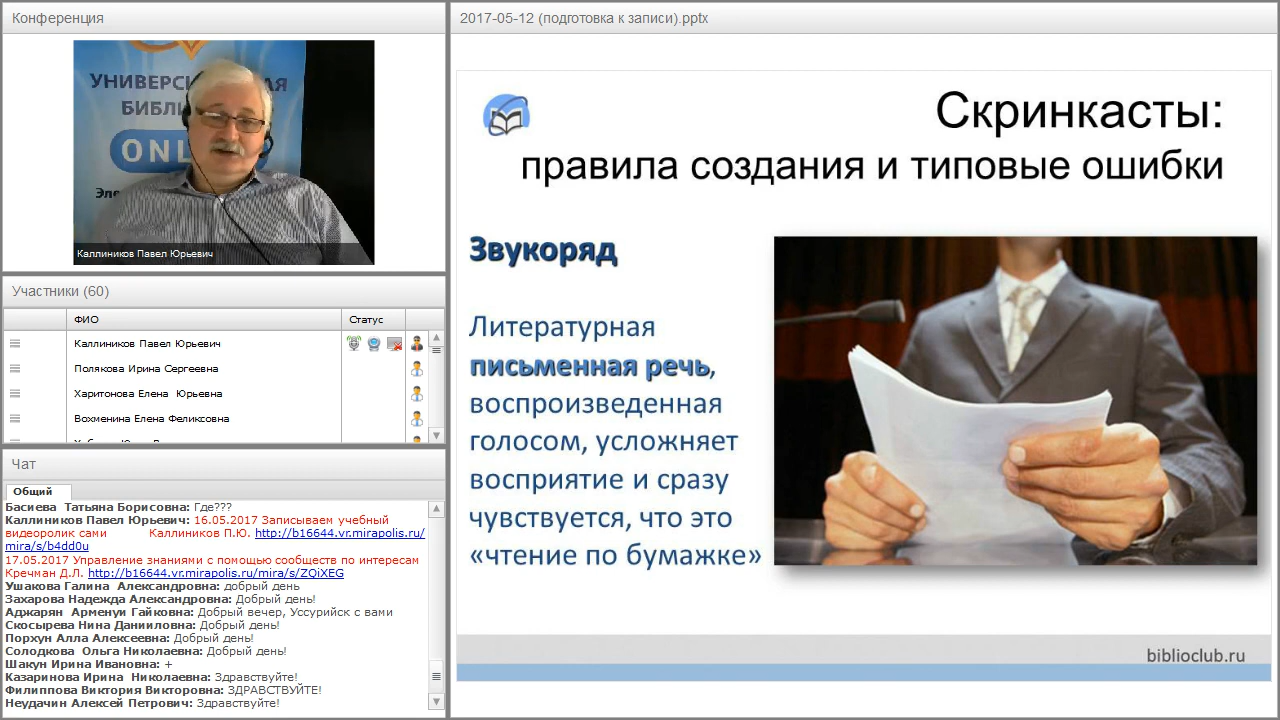 Конференция
УНИВЕРС
БИБЛИ
Каллиников Павел Юрьевич
Участники (60)
ФИО Статус
Каллиников Павел Юрьевич
Полякова Ирина Сергеевна
Харитонова Елена Юрьевна
Вохменина Елена Феликсовна
Чат
Общий
Басиева Татьяна Борисовна: Где???
Каллиников Павел Юрьевич: 16.05.2017 Записываем учебный
видеоролик сами Каллиников П.Ю. http://b16644.vr.mirapolis.ru/
mira/s/b4dd0u
17.05.2017 Управление знаниями с помощью сообществ по интересам
Кречман Д.Л. http://b16644.vr.mirapolis.ru/mira/s/ZQiXEG
Ушакова Галина Александровна: добрый день
Захарова Надежда Александровна: Добрый день!
Аджарян Арменуи Гайковна: Добрый вечер, Уссурийск с вами
Скосырева Нина Данииловна: Добрый день!
Порхун Алла Алексеевна: Добрый день!
Солодкова Ольга Николаевна: Добрый день!
Шакун Ирина Ивановна: +
Казаринова Ирина Николаевна: Здравствуйте!
Филиппова Виктория Викторовна: ЗДРАВСТВУЙТЕ!
Неудачин Алексей Петрович: Здравствуйте!
2017-05-12 (подготовка к записи).pptx
Скринкасты:
правила создания и типовые ошибки
Звукоряд
Литературная
письменная речь,
воспроизведенная
голосом, усложняет
восприятие и сразу
чувствуется, что это
«чтение по бумажке»
biblioclub.ru